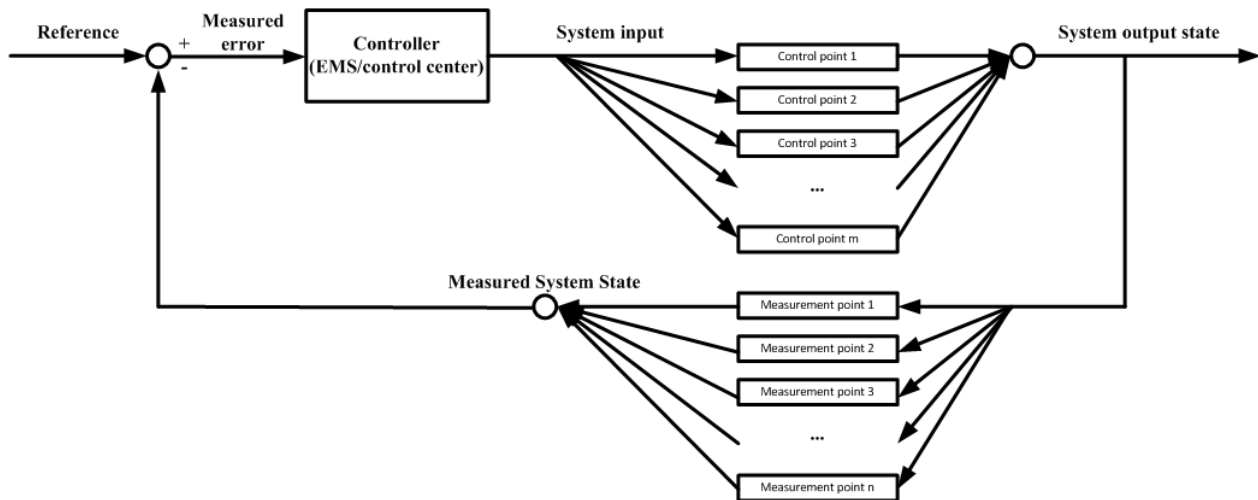 Reference
+
-
Measured
error
Controller
(EMS/control center)
System input
Control point 1
Control point 2
Control point 3
...
Control point m
System output state
Measured System State
Measurement point 1
Measurement point 2
Measurement point 3
...
Measurement point n